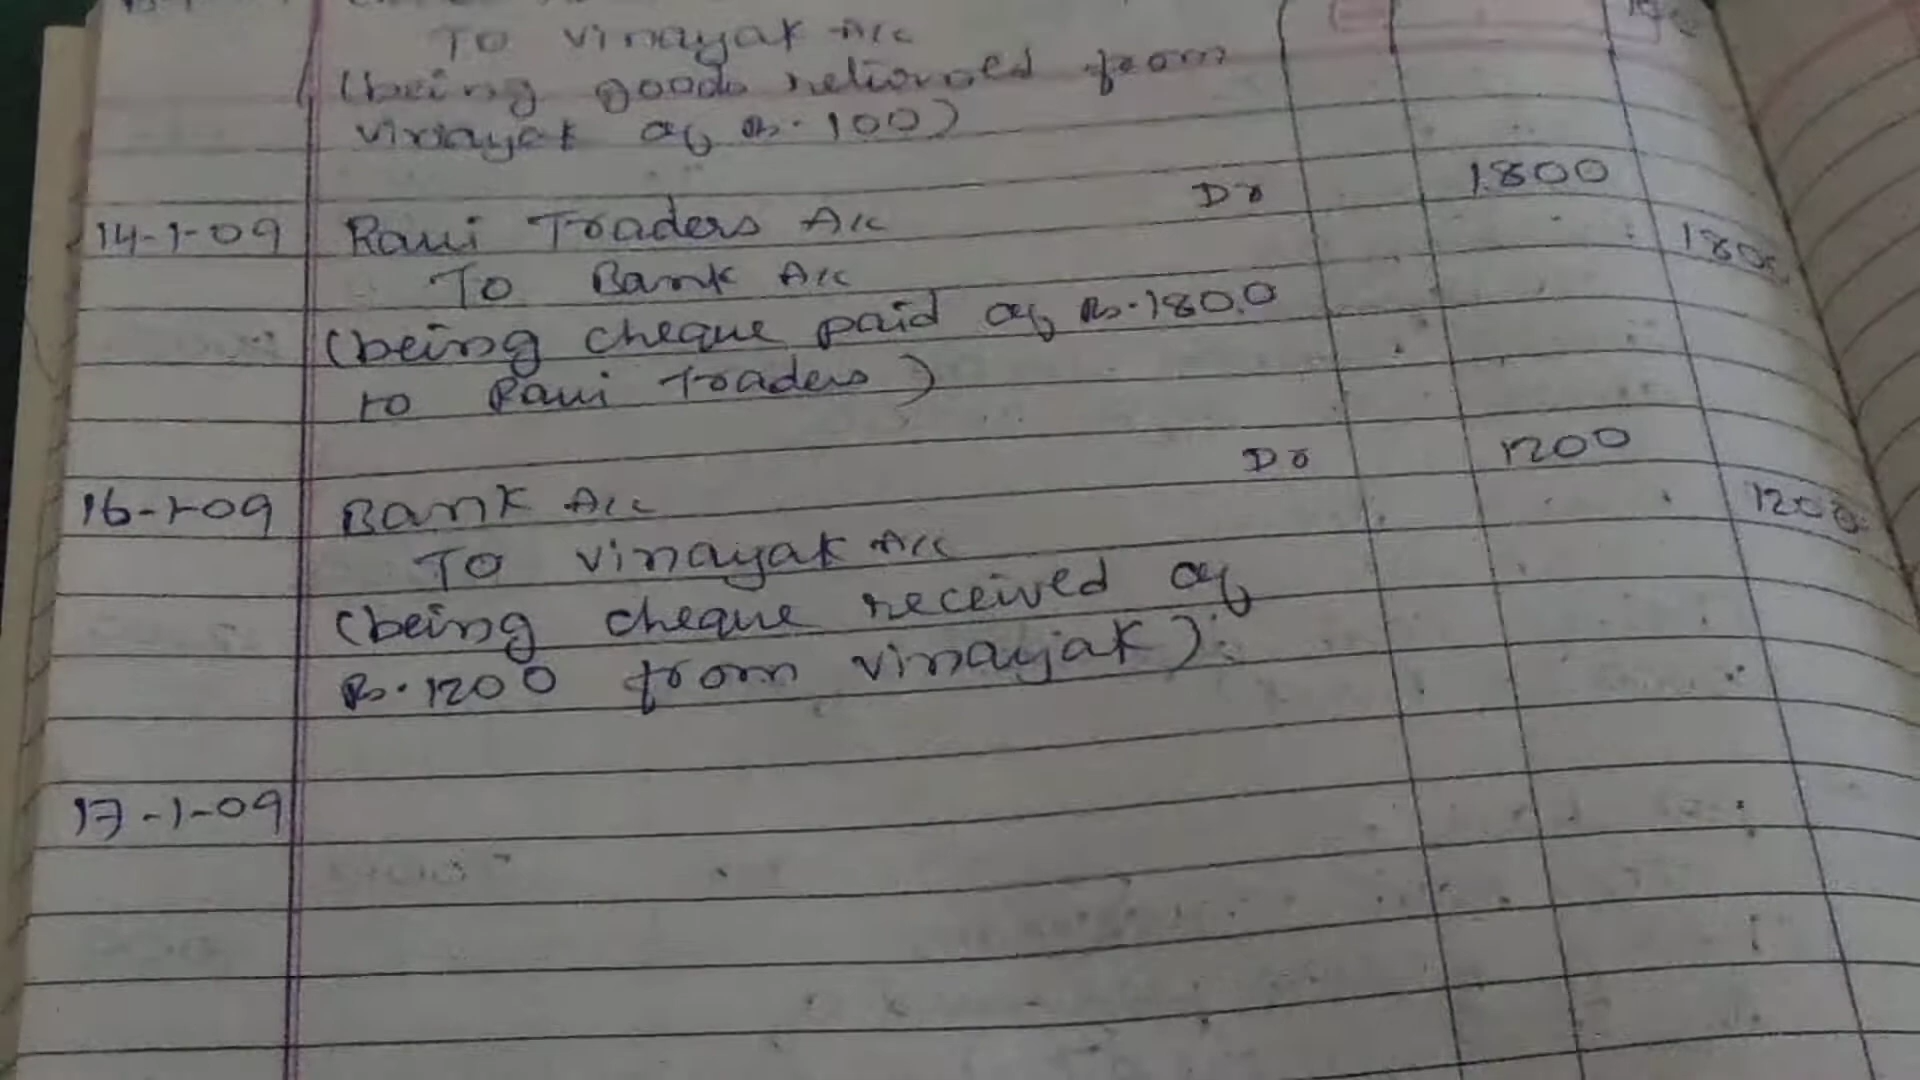 To Vinayak A/c
(being goods returned from
Vinayak of Rs. 100)
14-1-09 Ravi Traders A/c Dr 1800
To Bank A/c 1800
(being cheque paid of Rs. 1800
to Ravi Traders)
16-1-09 Bank A/c Dr 1200
To Vinayak A/c 1200
(being cheque received of
Rs. 1200 from Vinayak)
17-1-09